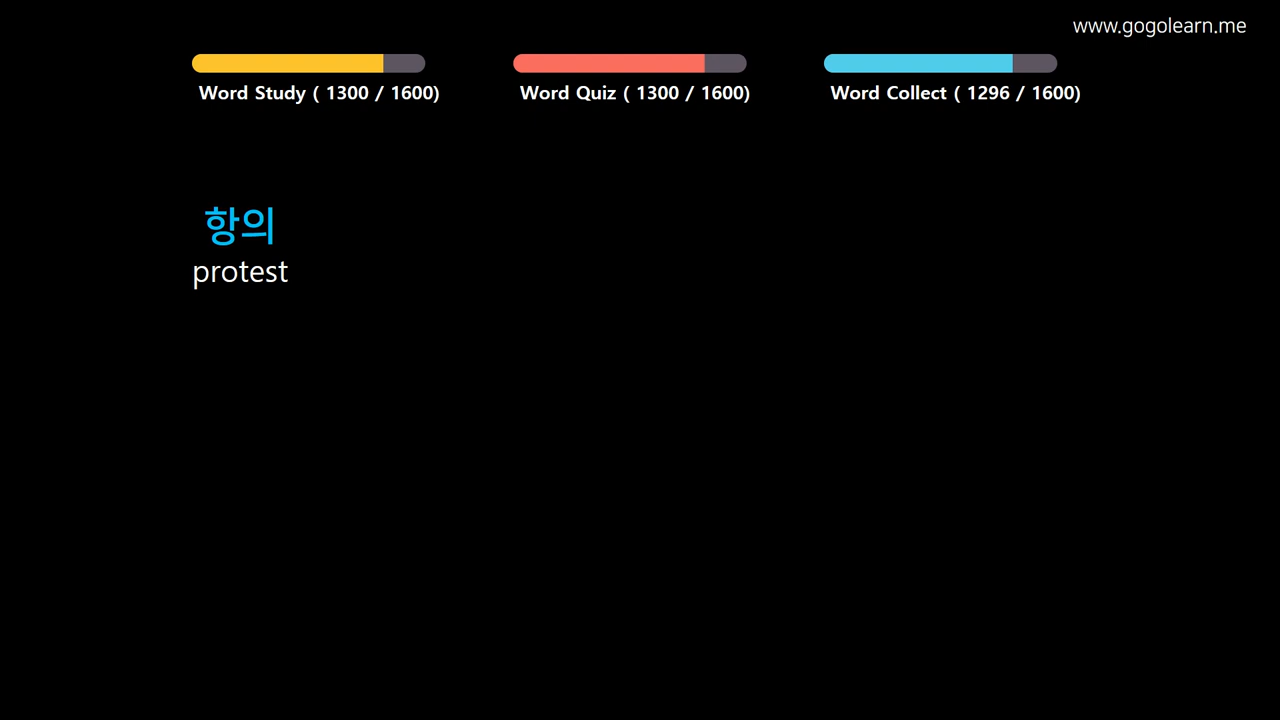 www.gogolearn.me
Word Study ( 1300 / 1600)
Word Quiz ( 1300 / 1600)
Word Collect ( 1296 / 1600)
항의
protest